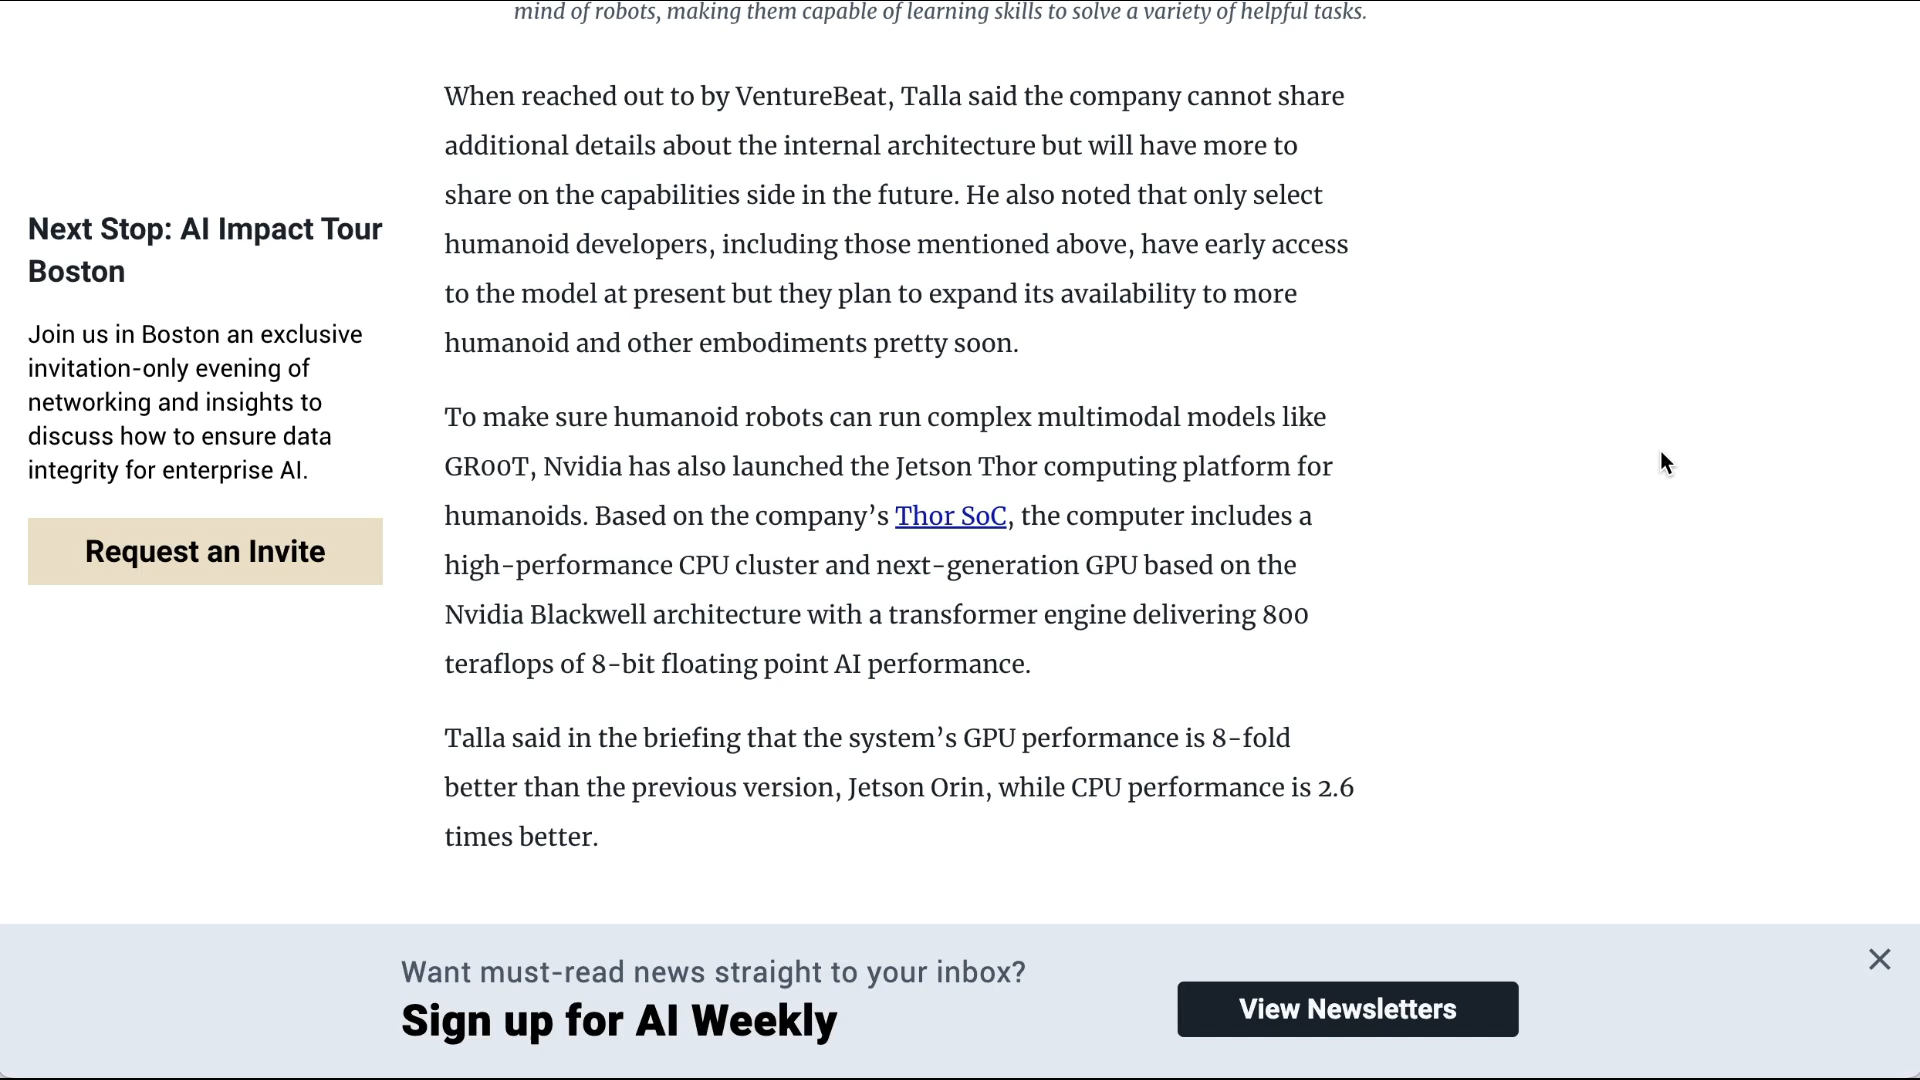 mind of robots, making them capable of learning skills to solve a variety of helpful tasks.
When reached out to by VentureBeat, Talla said the company cannot share
additional details about the internal architecture but will have more to
share on the capabilities side in the future. He also noted that only select
humanoid developers, including those mentioned above, have early access
to the model at present but they plan to expand its availability to more
humanoid and other embodiments pretty soon.
To make sure humanoid robots can run complex multimodal models like
GR00T, Nvidia has also launched the Jetson Thor computing platform for
humanoids. Based on the company’s Thor SoC, the computer includes a
high-performance CPU cluster and next-generation GPU based on the
Nvidia Blackwell architecture with a transformer engine delivering 800
teraflops of 8-bit floating point AI performance.
Talla said in the briefing that the system’s GPU performance is 8-fold
better than the previous version, Jetson Orin, while CPU performance is 2.6
times better.
Next Stop: AI Impact Tour
Boston
Join us in Boston an exclusive
invitation-only evening of
networking and insights to
discuss how to ensure data
integrity for enterprise AI.
Request an Invite
Want must-read news straight to your inbox?
Sign up for AI Weekly
View Newsletters